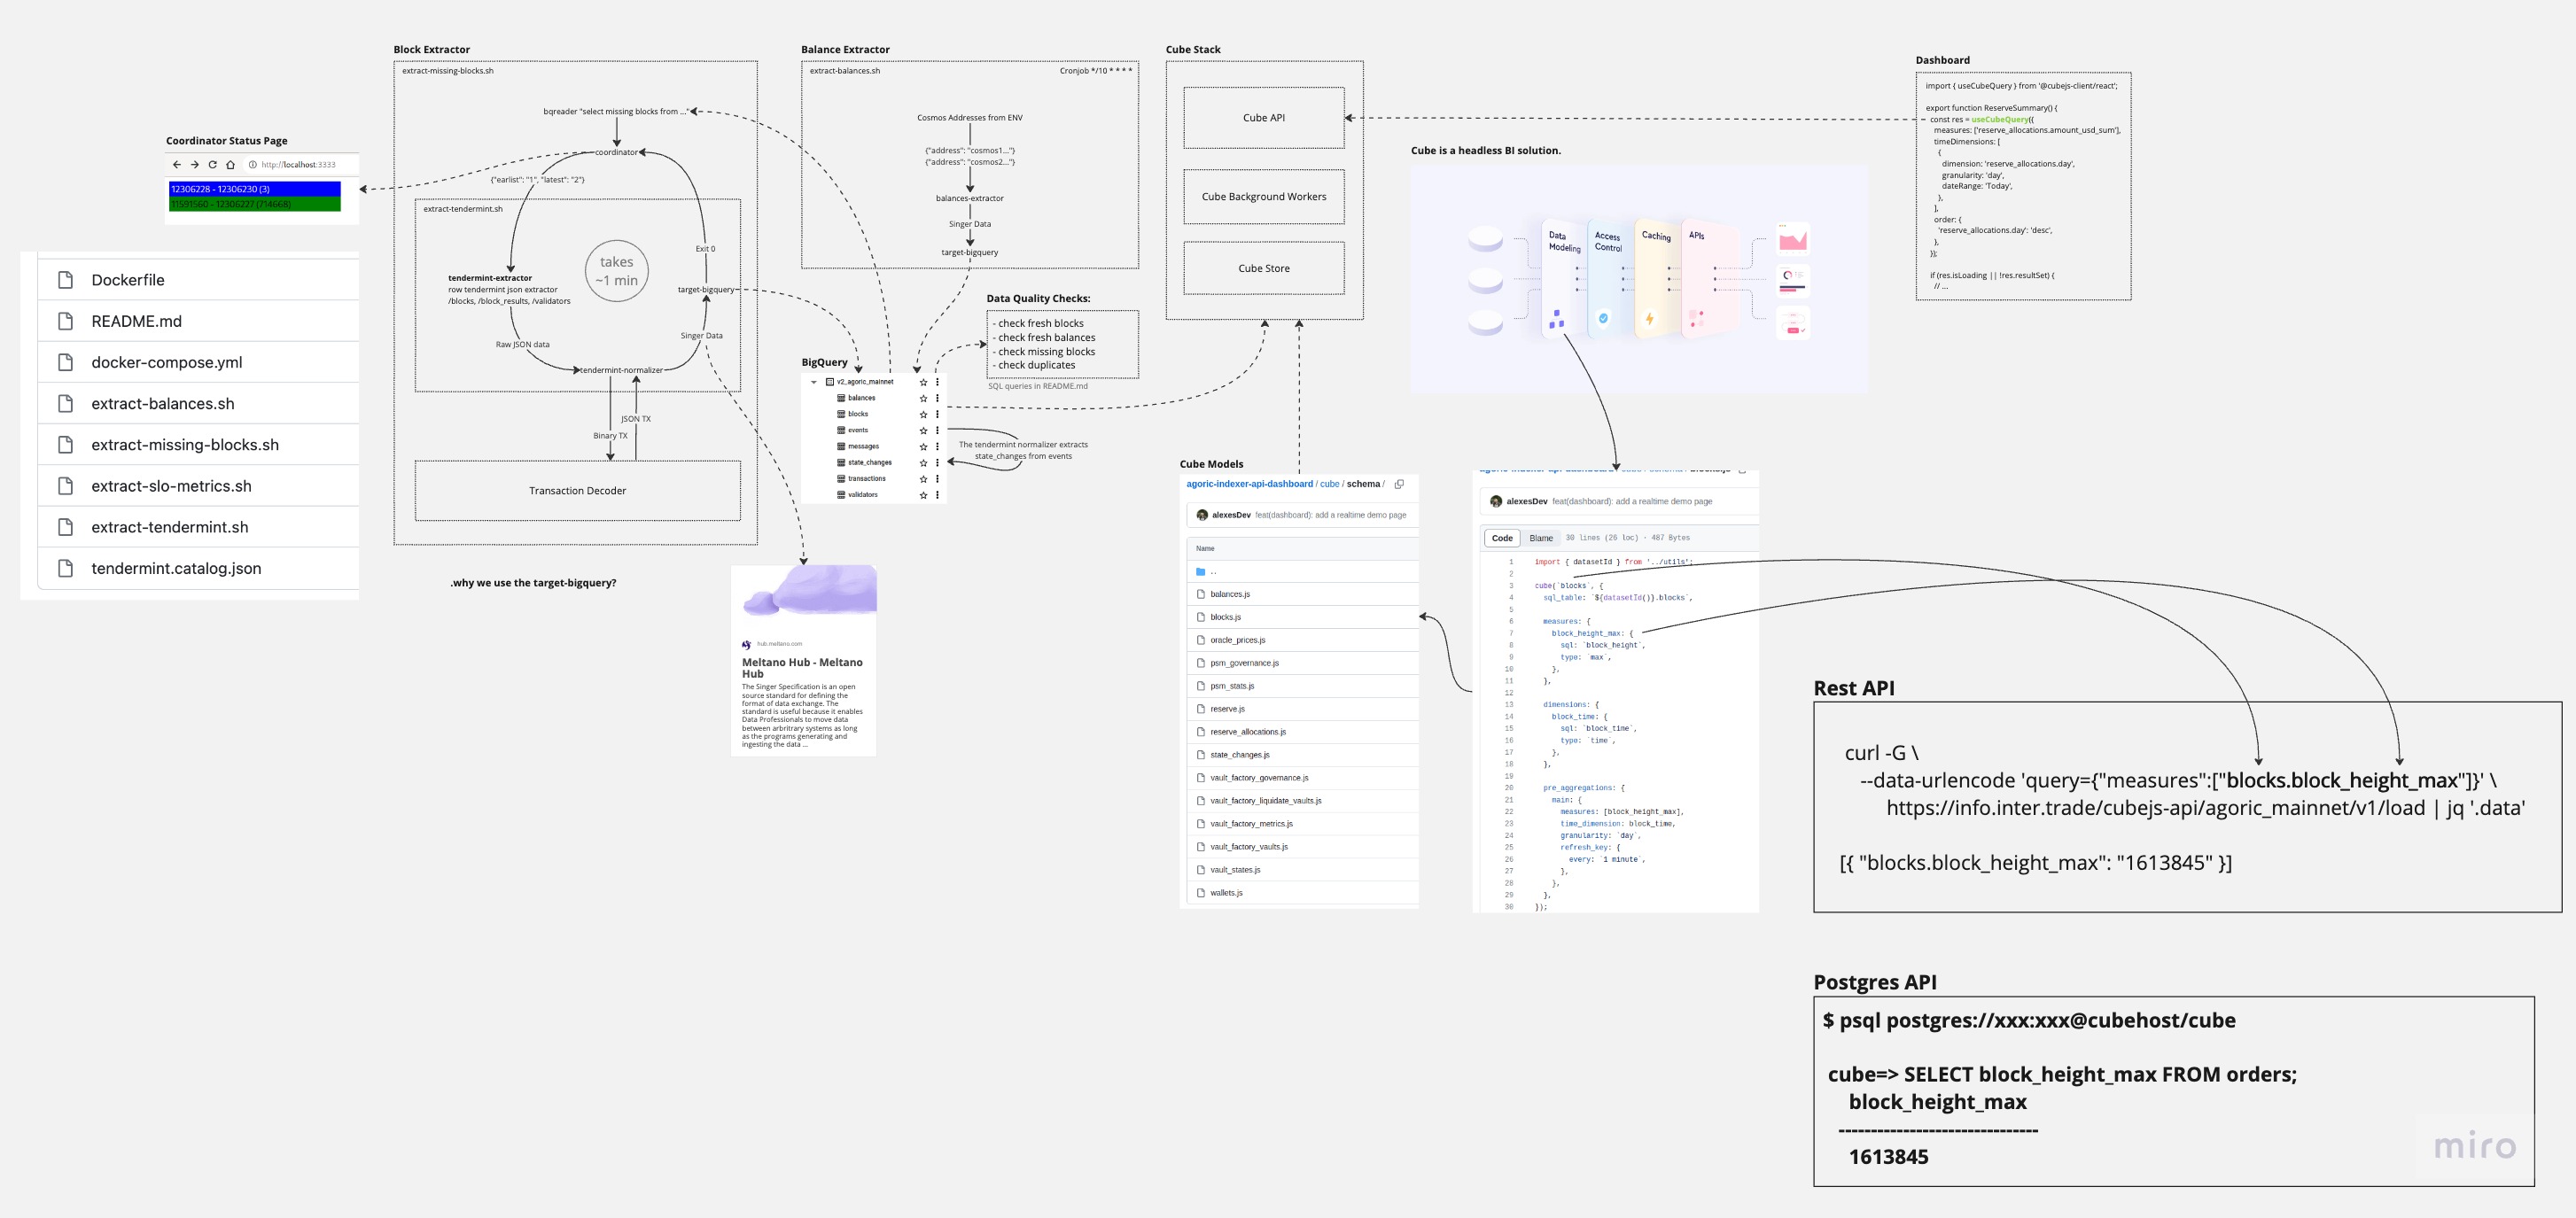 Block Extractor
extract-missing-blocks.sh
bqreader "select missing blocks from ..."
coordinator
{"earlist": "1", "latest": "2"}
extract-tendermint.sh
takes
~1 min
Exit 0
tendermint-extractor
row tendermint json extractor
/blocks, /block_results, /validators
target-bigquery
Raw JSON data
Singer Data
tendermint-normalizer
JSON TX
Binary TX
Transaction Decoder
.why we use the target-bigquery?
Coordinator Status Page
http://localhost:3333
12306228 - 12306230 (3)
11591560 - 12306227 (714668)
Dockerfile
README.md
docker-compose.yml
extract-balances.sh
extract-missing-blocks.sh
extract-slo-metrics.sh
extract-tendermint.sh
tendermint.catalog.json
Balance Extractor
extract-balances.sh
Cronjob */10 * * * *
Cosmos Addresses from ENV
{"address": "cosmos1..."}
{"address": "cosmos2..."}
balances-extractor
Singer Data
target-bigquery
Data Quality Checks:
- check fresh blocks
- check fresh balances
- check missing blocks
- check duplicates
SQL queries in README.md
BigQuery
v2_agoric_mainnet
balances
blocks
events
messages
state_changes
transactions
validators
The tendermint normalizer extracts
state_changes from events
hub.meltano.com
Meltano Hub - Meltano
Hub
The Singer Specification is an open
source standard for defining the
format of data exchange. The
standard is useful because it enables
Data Professionals to move data
between arbritrary systems as long
as the programs generating and
ingesting the data ...
Cube Stack
Cube API
Cube Background Workers
Cube Store
Cube Models
agoric-indexer-api-dashboard / cube / schema /
alexesDev feat(dashboard): add a realtime demo page
Name
..
balances.js
blocks.js
oracle_prices.js
psm_governance.js
psm_stats.js
reserve.js
reserve_allocations.js
state_changes.js
vault_factory_governance.js
vault_factory_liquidate_vaults.js
vault_factory_metrics.js
vault_factory_vaults.js
vault_states.js
wallets.js
Cube is a headless BI solution.
Data
Modeling
Access
Control
Caching
APIs
alexesDev feat(dashboard): add a realtime demo page
Code Blame 30 lines (26 loc) · 487 Bytes
1 import { datasetId } from '../utils';
2
3 cube(`blocks`, {
4 sql_table: `${datasetId()}.blocks`,
5
6 measures: {
7 block_height_max: {
8 sql: `block_height`,
9 type: `max`,
10 },
11 },
12
13 dimensions: {
14 block_time: {
15 sql: `block_time`,
16 type: `time`,
17 },
18 },
19
20 pre_aggregations: {
21 main: {
22 measures: [block_height_max],
23 time_dimension: block_time,
24 granularity: `day`,
25 refresh_key: {
26 every: `1 minute`,
27 },
28 },
29 },
30 });
Dashboard
import { useCubeQuery } from '@cubejs-client/react';
export function ReserveSummary() {
const res = useCubeQuery({
measures: ['reserve_allocations.amount_usd_sum'],
timeDimensions: [
{
dimension: 'reserve_allocations.day',
granularity: 'day',
dateRange: 'Today',
},
],
order: {
'reserve_allocations.day': 'desc',
},
});
if (res.isLoading || !res.resultSet) {
// ...
Rest API
curl -G \
--data-urlencode 'query={"measures":["blocks.block_height_max"]}' \
https://info.inter.trade/cubejs-api/agoric_mainnet/v1/load | jq '.data'
[{ "blocks.block_height_max": "1613845" }]
Postgres API
$ psql postgres://xxx:xxx@cubehost/cube
cube=> SELECT block_height_max FROM orders;
block_height_max
-------------------------------
1613845
miro